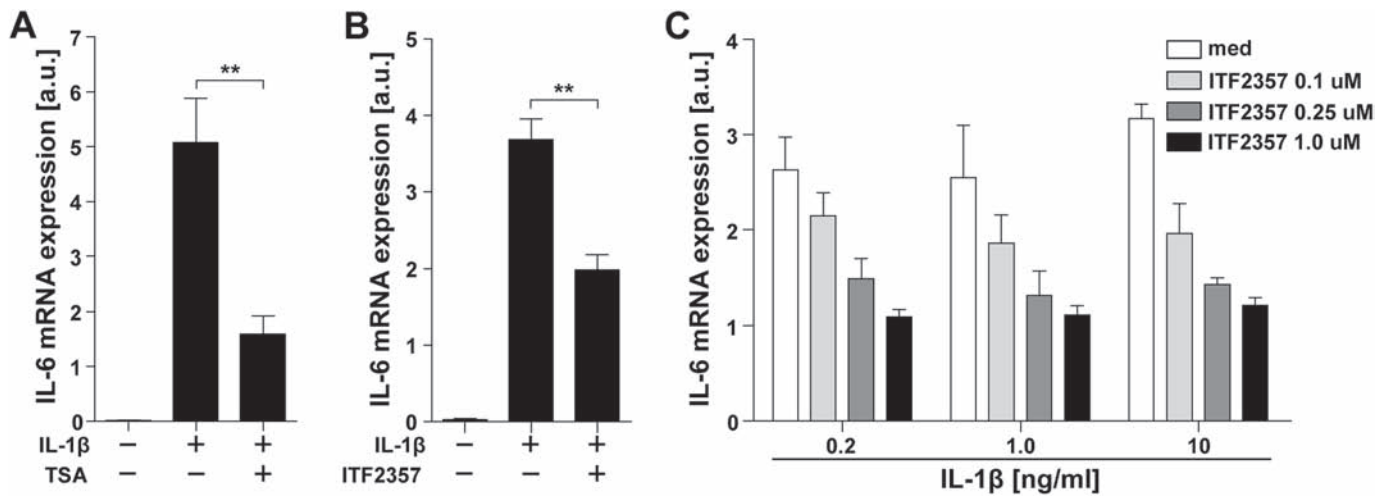 A
IL-6 mRNA expression [a.u.]
7
6
5
4
3
2
1
0
**
IL-1β – + +
TSA – – +
B
IL-6 mRNA expression [a.u.]
5
4
3
2
1
0
**
IL-1β – + +
ITF2357 – – +
C
IL-6 mRNA expression [a.u.]
4
3
2
1
0
med
ITF2357 0.1 uM
ITF2357 0.25 uM
ITF2357 1.0 uM
0.2 1.0 10
IL-1β [ng/ml]